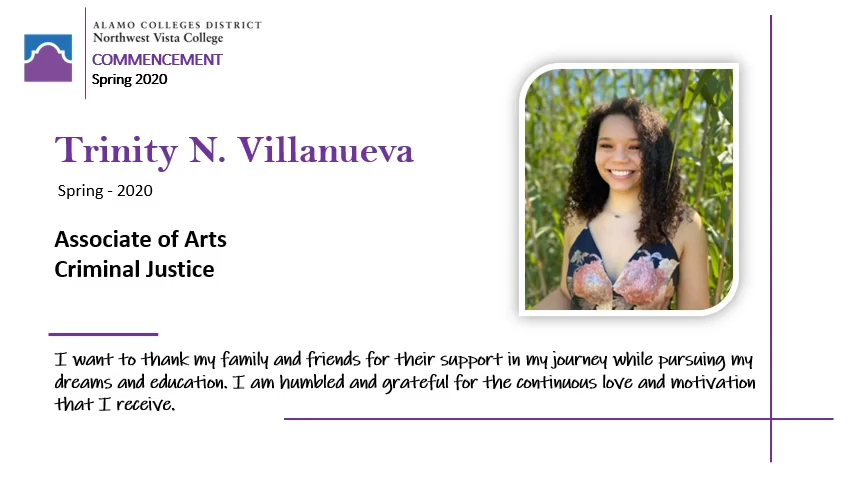 ALAMO COLLEGES DISTRICT
Northwest Vista College
COMMENCEMENT
Spring 2020
Trinity N. Villanueva
Spring - 2020
Associate of Arts
Criminal Justice
I want to thank my family and friends for their support in my journey while pursuing my
dreams and education. I am humbled and grateful for the continuous love and motivation
that I receive.